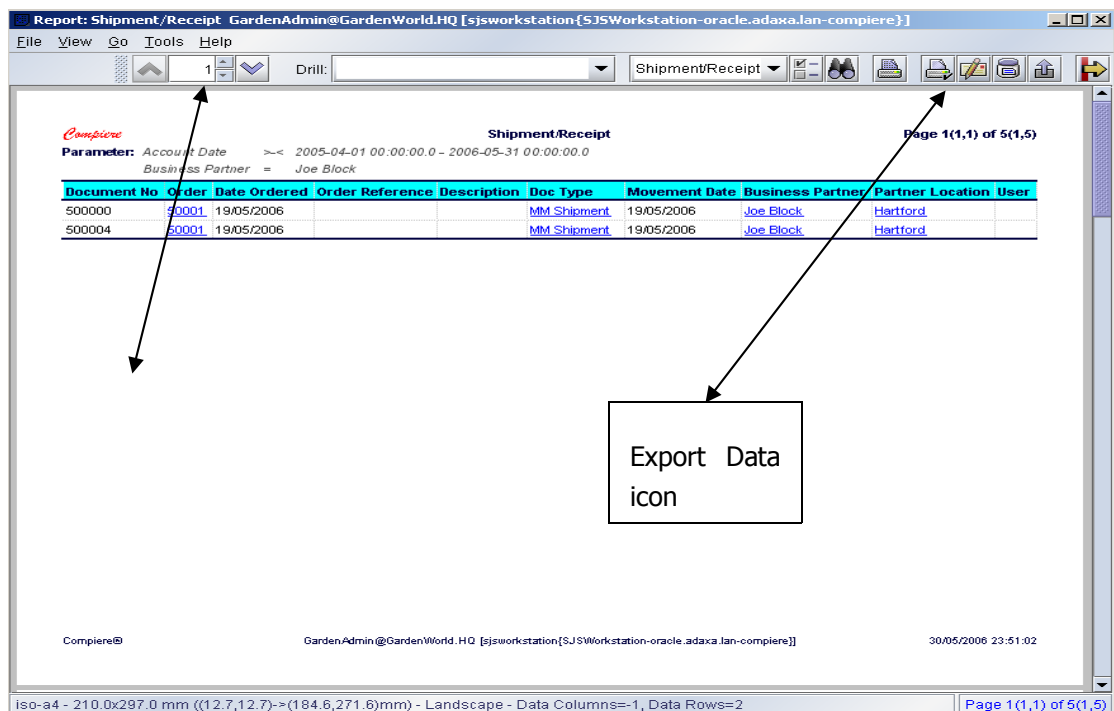 Report: Shipment/Receipt GardenAdmin@GardenWorld.HQ [sjsworkstation{SJSWorkstation-oracle.adaxa.lan-compiere}]
File View Go Tools Help
1 Drill: Shipment/Receipt
Compiere Shipment/Receipt Page 1(1,1) of 5(1,5)
Parameter: Account Date >-< 2005-04-01 00:00:00.0 - 2006-05-31 00:00:00.0
Business Partner = Joe Block
Document No Order Date Ordered Order Reference Description Doc Type Movement Date Business Partner Partner Location User
500000 50001 19/05/2006 MM Shipment 19/05/2006 Joe Block Hartford
500004 50001 19/05/2006 MM Shipment 19/05/2006 Joe Block Hartford
Export Data
icon
Compiere® GardenAdmin@GardenWorld.HQ [sjsworkstation{SJSWorkstation-oracle.adaxa.lan-compiere}] 30/05/2006 23:51:02
iso-a4 - 210.0x297.0 mm ((12.7,12.7)->(184.6,271.6)mm) - Landscape - Data Columns=-1, Data Rows=2 Page 1(1,1) of 5(1,5)